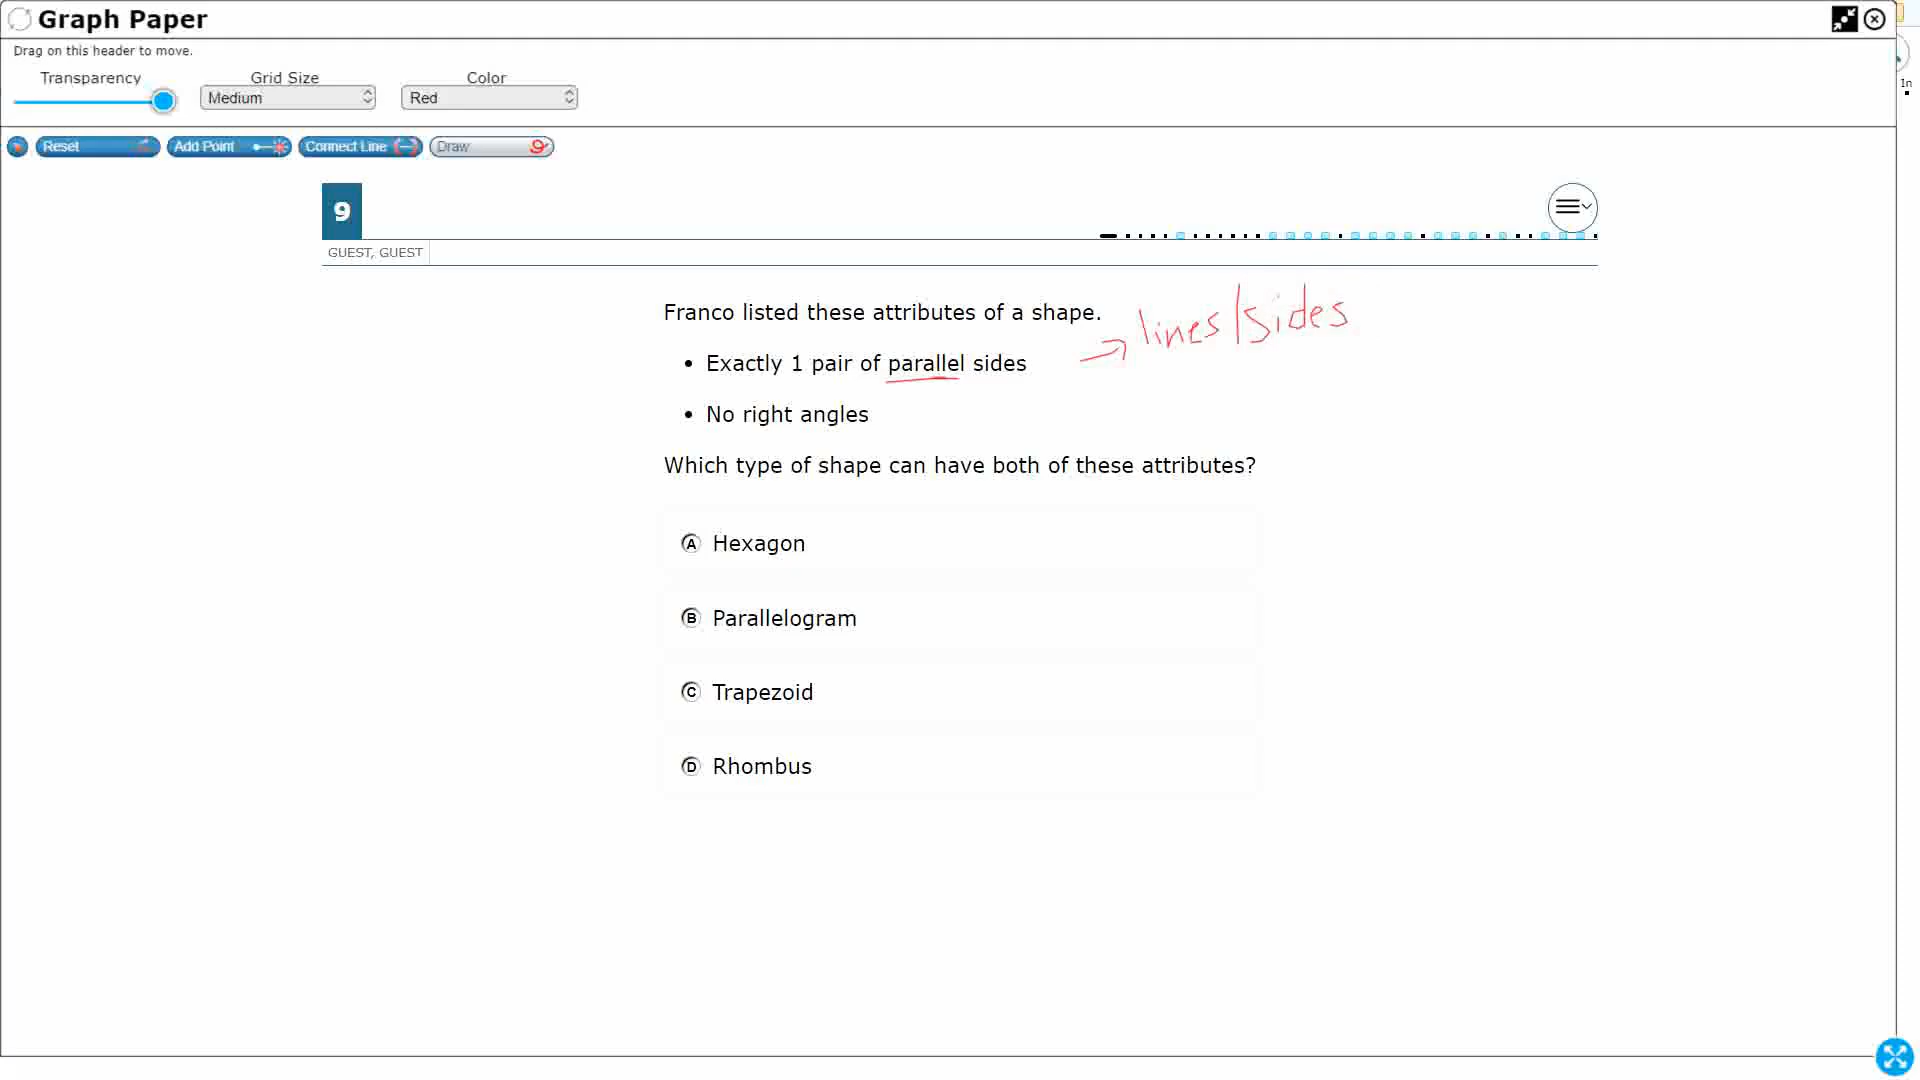 Graph Paper
Drag on this header to move.
Transparency Grid Size Color
Medium Red
In
Reset Add Point Connect Line Draw
9
GUEST, GUEST
Franco listed these attributes of a shape.
→ lines/sides
• Exactly 1 pair of parallel sides
• No right angles
Which type of shape can have both of these attributes?
A Hexagon
B Parallelogram
C Trapezoid
D Rhombus